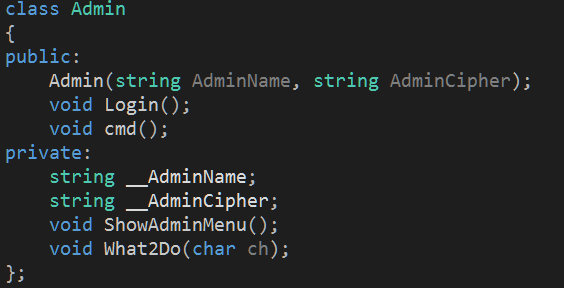 class Admin
{
public:
    Admin(string AdminName, string AdminCipher);
    void Login();
    void cmd();
private:
    string __AdminName;
    string __AdminCipher;
    void ShowAdminMenu();
    void What2Do(char ch);
};